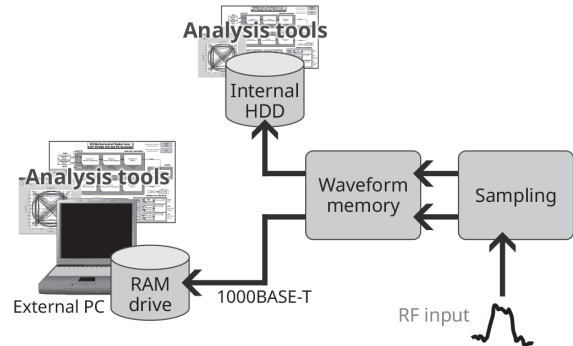 Analysis tools
Internal
HDD
Analysis tools
Waveform
memory
Sampling
RAM
drive
1000BASE-T
External PC
RF input